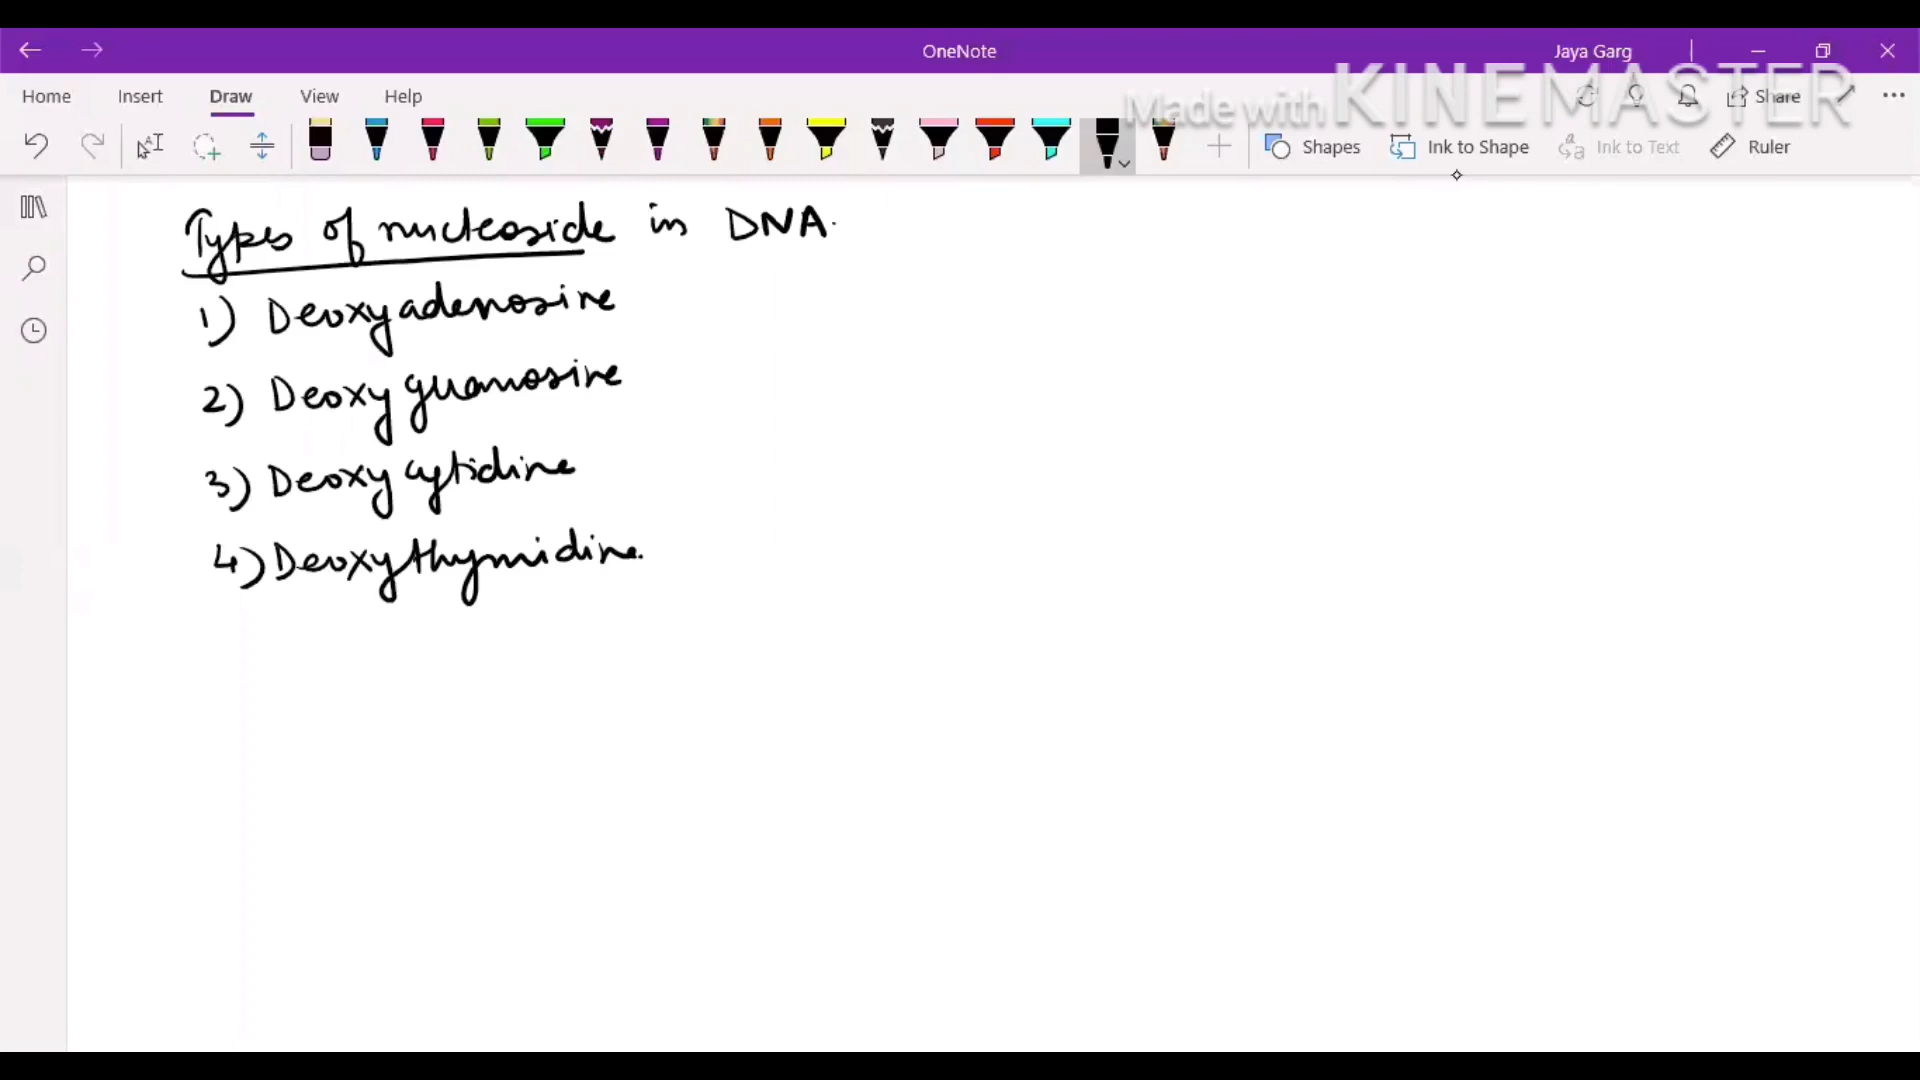 OneNote
Jaya Garg
Home Insert Draw View Help
Made with KINEMASTER
Share
Shapes Ink to Shape Ink to Text Ruler
Types of nucleoside in DNA.
1) Deoxyadenosine
2) Deoxyguanosine
3) Deoxycytidine
4) Deoxythymidine.